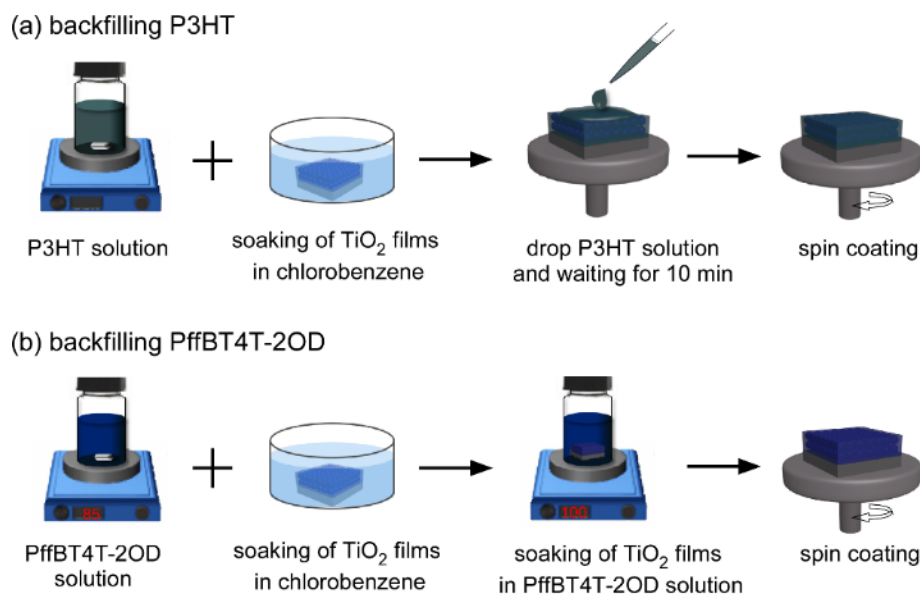 (a) backfilling P3HT
P3HT solution
soaking of TiO₂ films
in chlorobenzene
drop P3HT solution
and waiting for 10 min
spin coating
(b) backfilling PffBT4T-2OD
85
100
PffBT4T-2OD
solution
soaking of TiO₂ films
in chlorobenzene
soaking of TiO₂ films
in PffBT4T-2OD solution
spin coating